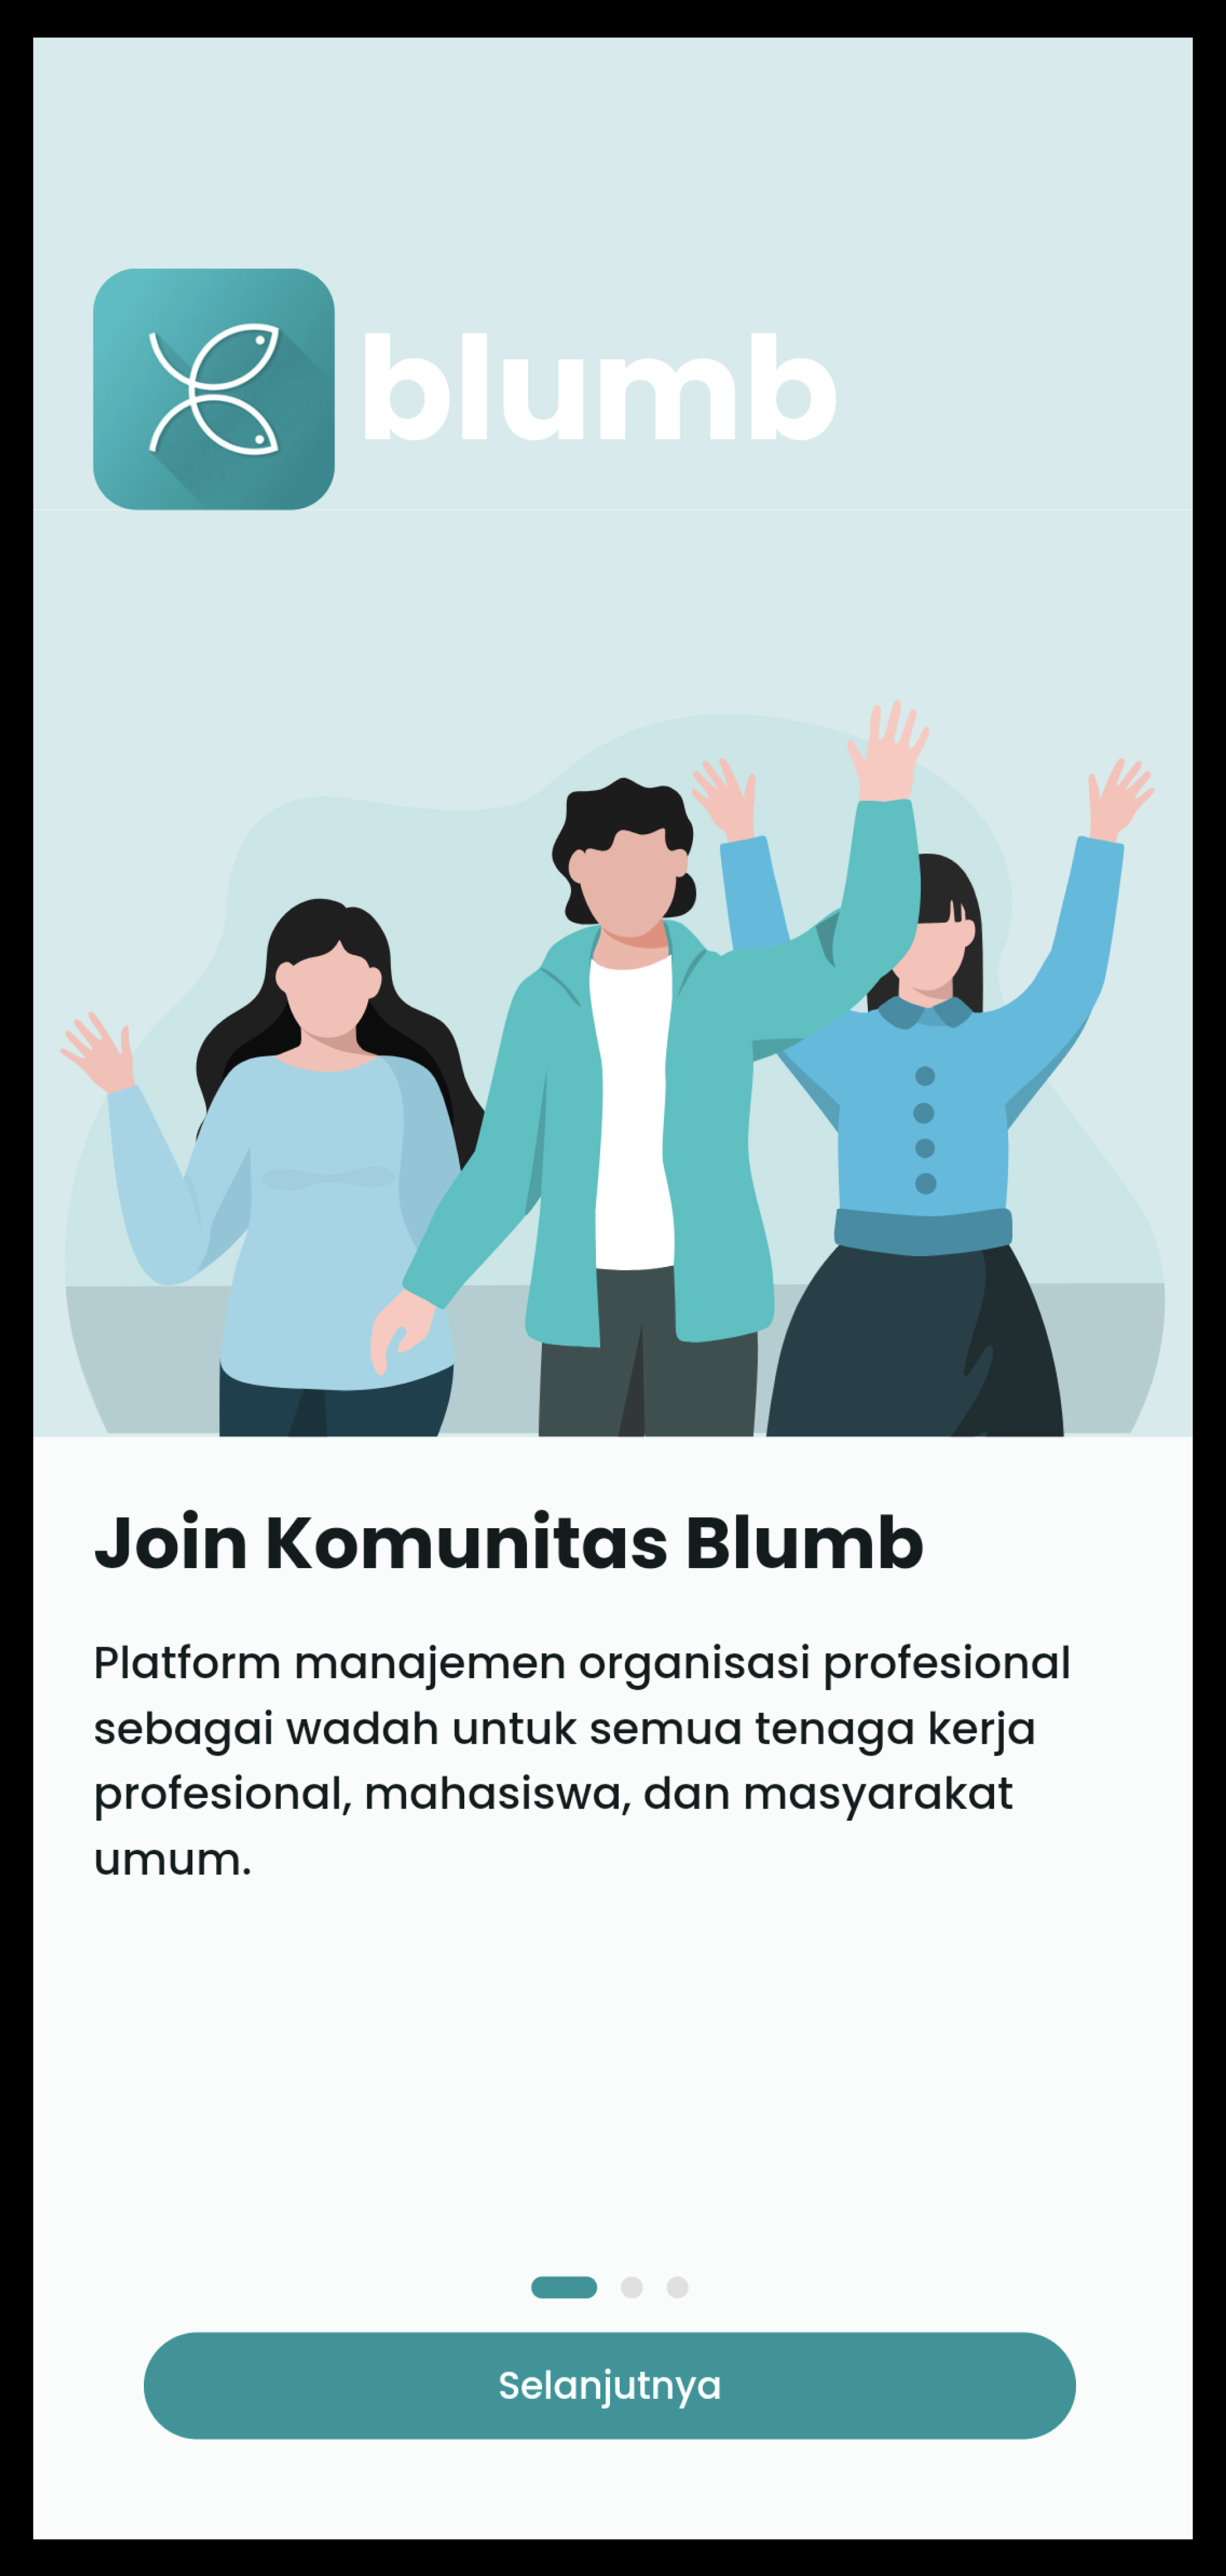 blumb
Join Komunitas Blumb
Platform manajemen organisasi profesional
sebagai wadah untuk semua tenaga kerja
profesional, mahasiswa, dan masyarakat
umum.
Selanjutnya